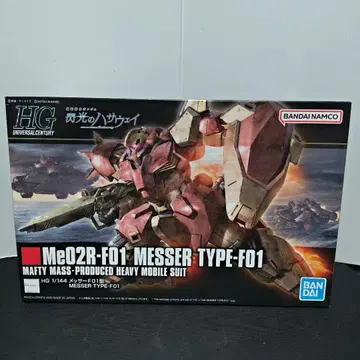 HG
UNIVERSAL CENTURY
閃光のハサウェイ
BANDAI NAMCO
Me02R-F01 MESSER TYPE-F01
MAFTY MASS-PRODUCED HEAVY MOBILE SUIT
HG 1/144 メッサーF01型
MESSER TYPE-F01
BAN
DAI